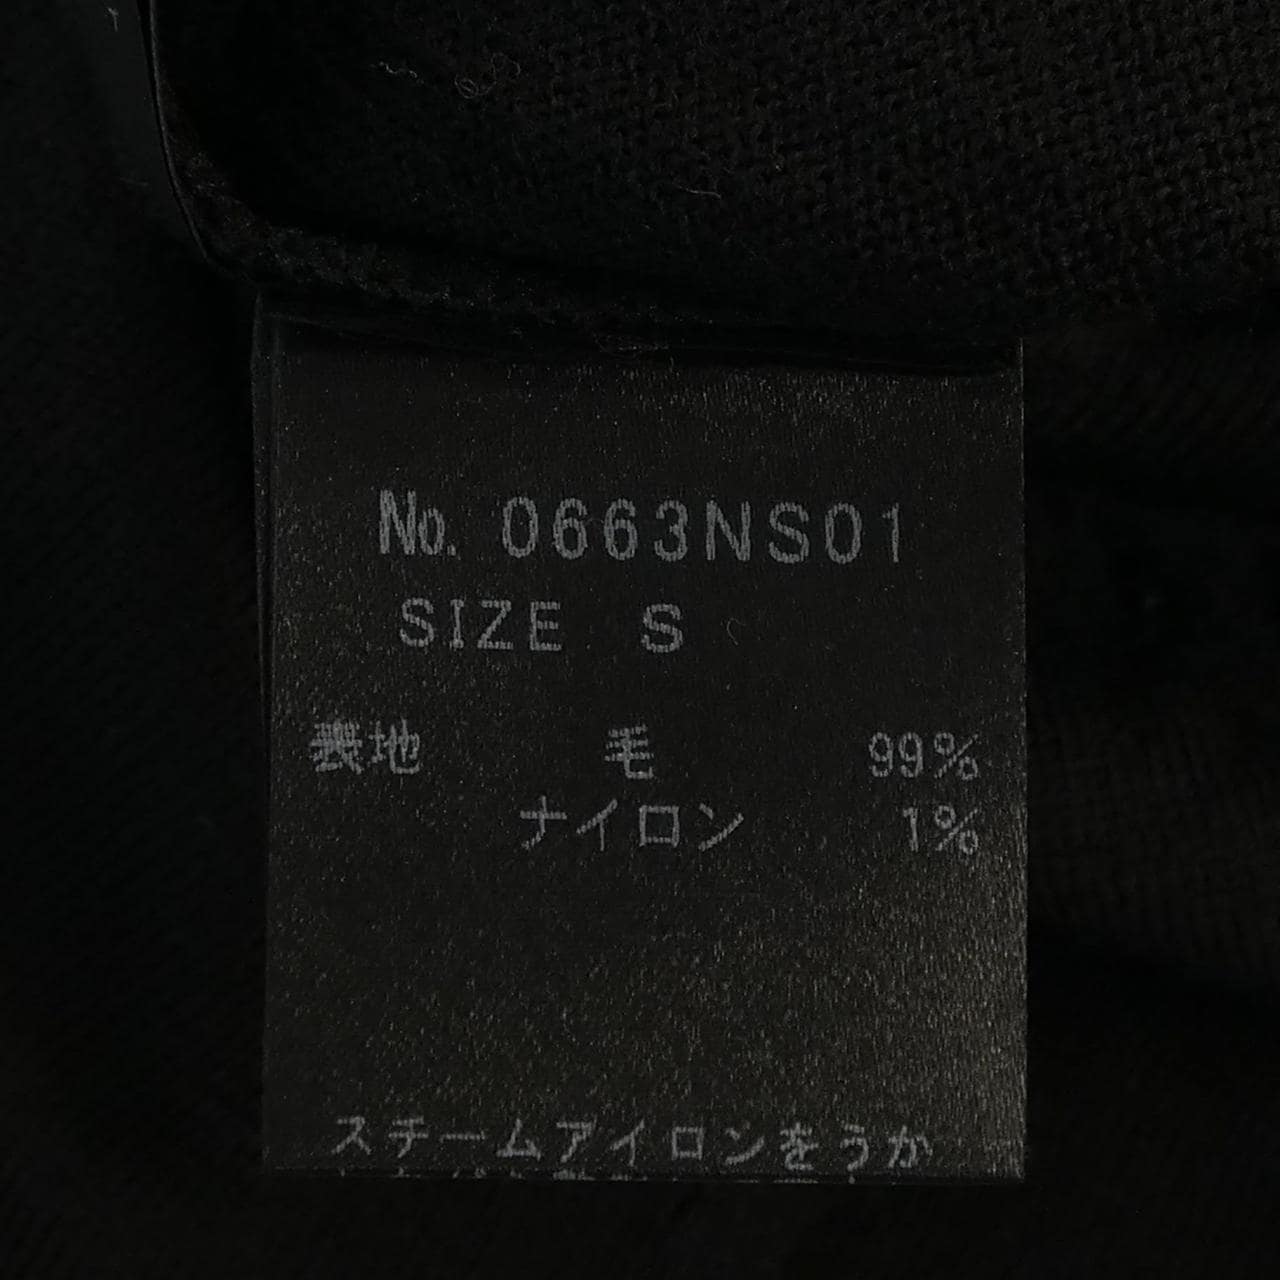 No. 0663NS01
SIZE S
表地 毛 99%
ナイロン 1%
スチームアイロンをうか